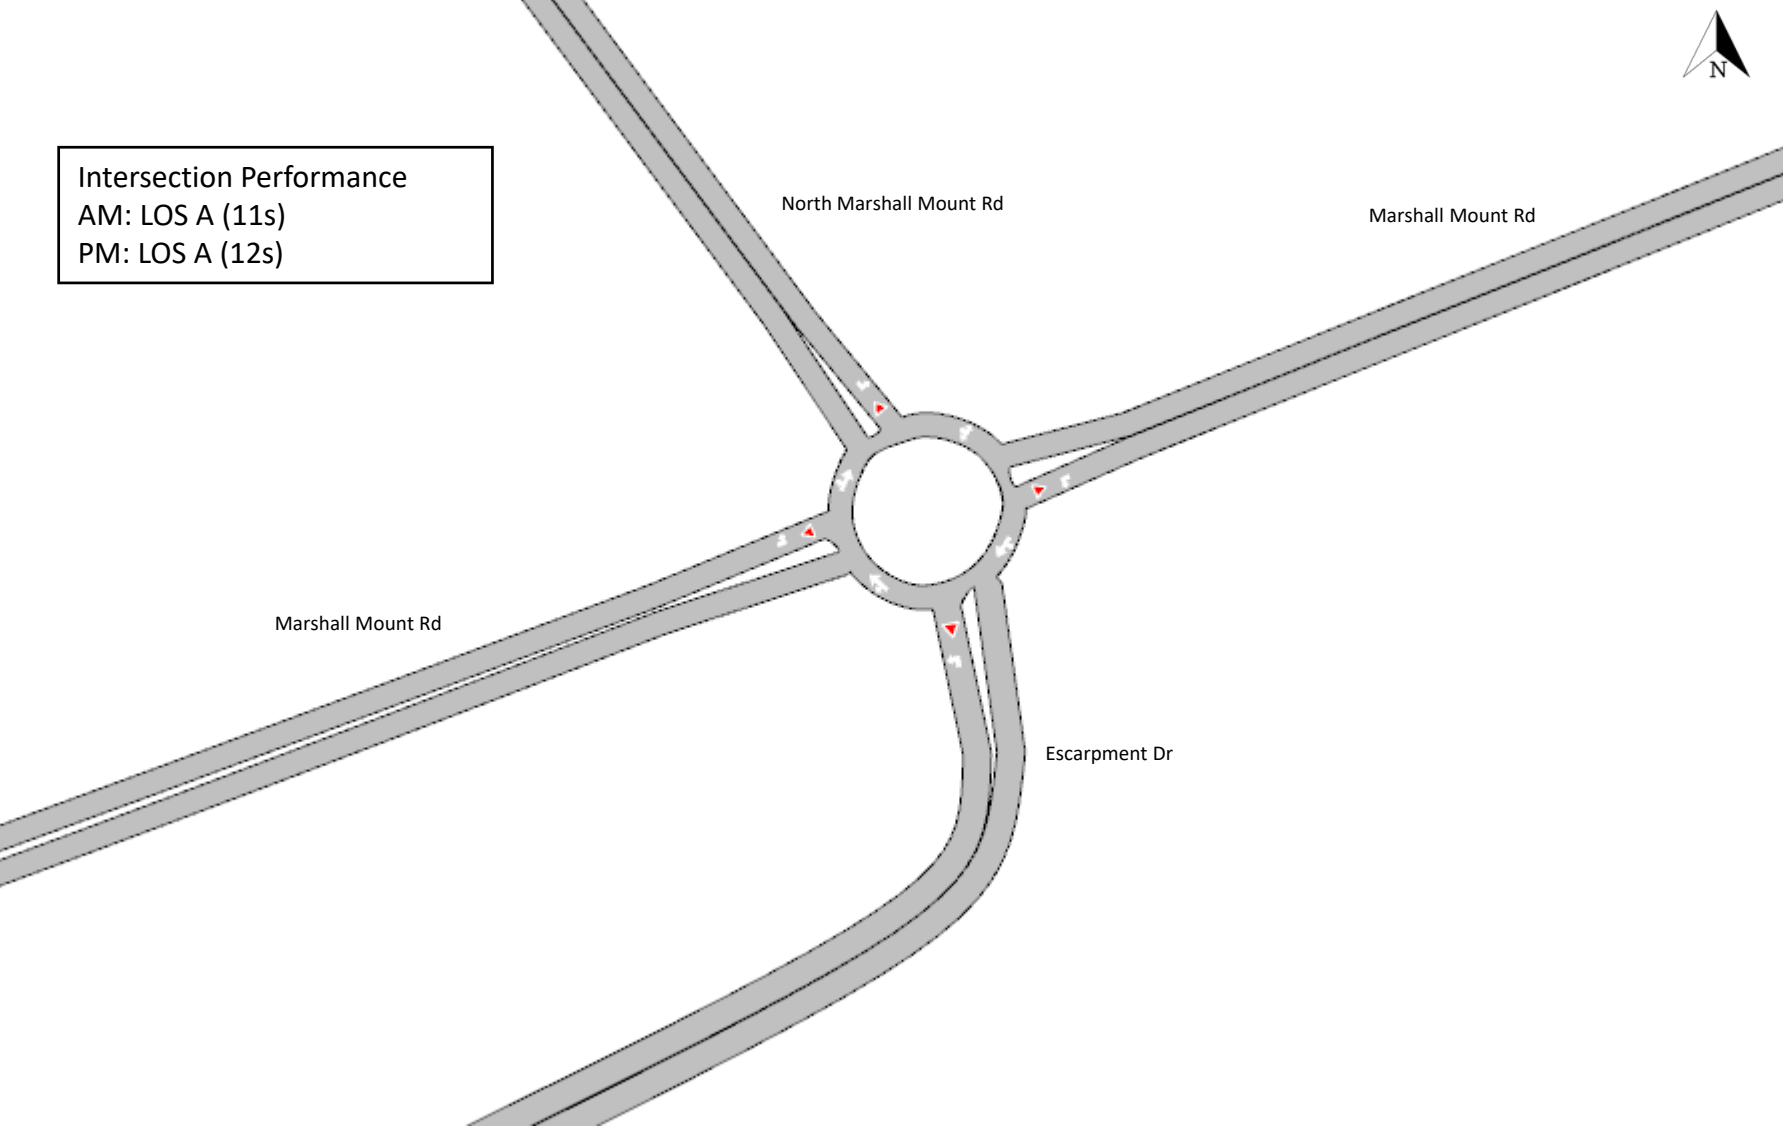 N
Intersection Performance
AM: LOS A (11s)
PM: LOS A (12s)
North Marshall Mount Rd
Marshall Mount Rd
Marshall Mount Rd
Escarpment Dr